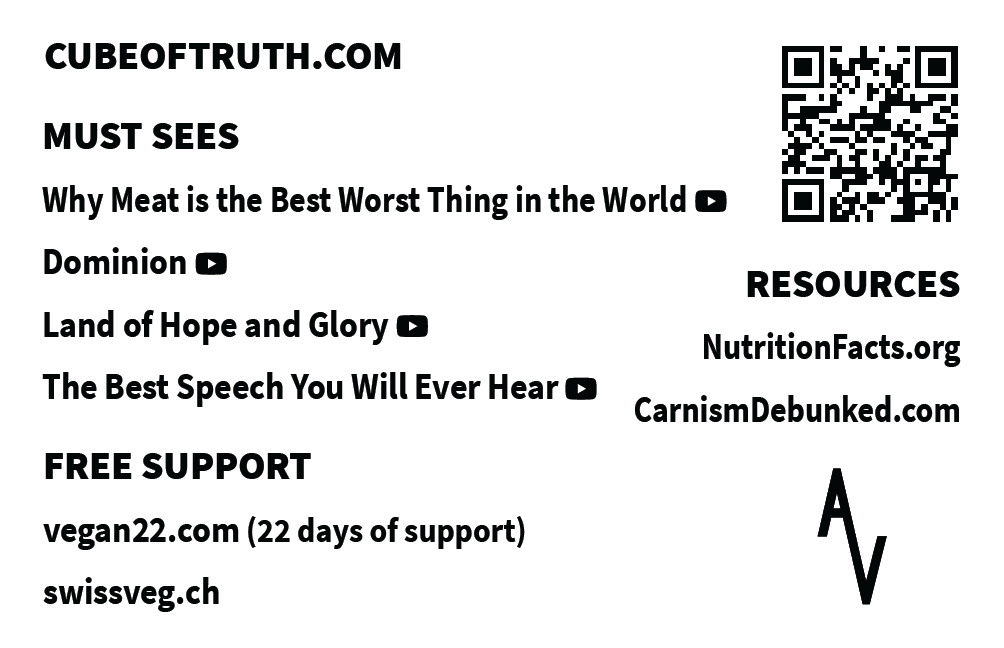 CUBEOFTRUTH.COM
MUST SEES
Why Meat is the Best Worst Thing in the World
Dominion
Land of Hope and Glory
The Best Speech You Will Ever Hear
FREE SUPPORT
vegan22.com (22 days of support)
swissveg.ch
RESOURCES
NutritionFacts.org
CarnismDebunked.com
AV